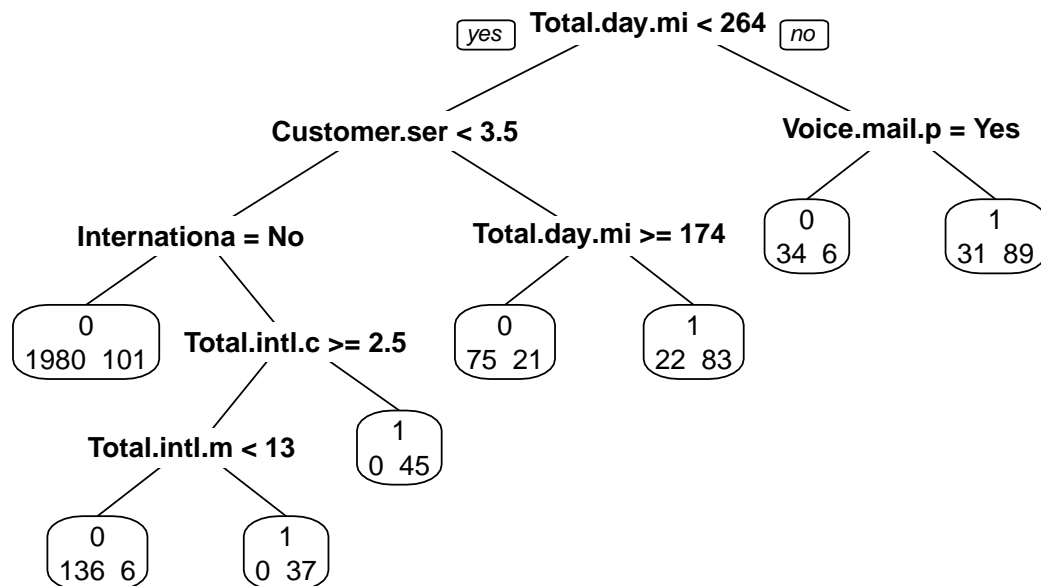 yes
Total.day.mi < 264
no
Customer.ser < 3.5
Voice.mail.p = Yes
Internationa = No
Total.day.mi >= 174
0
34 6
1
31 89
0
1980 101
Total.intl.c >= 2.5
0
75 21
1
22 83
Total.intl.m < 13
1
0 45
0
136 6
1
0 37